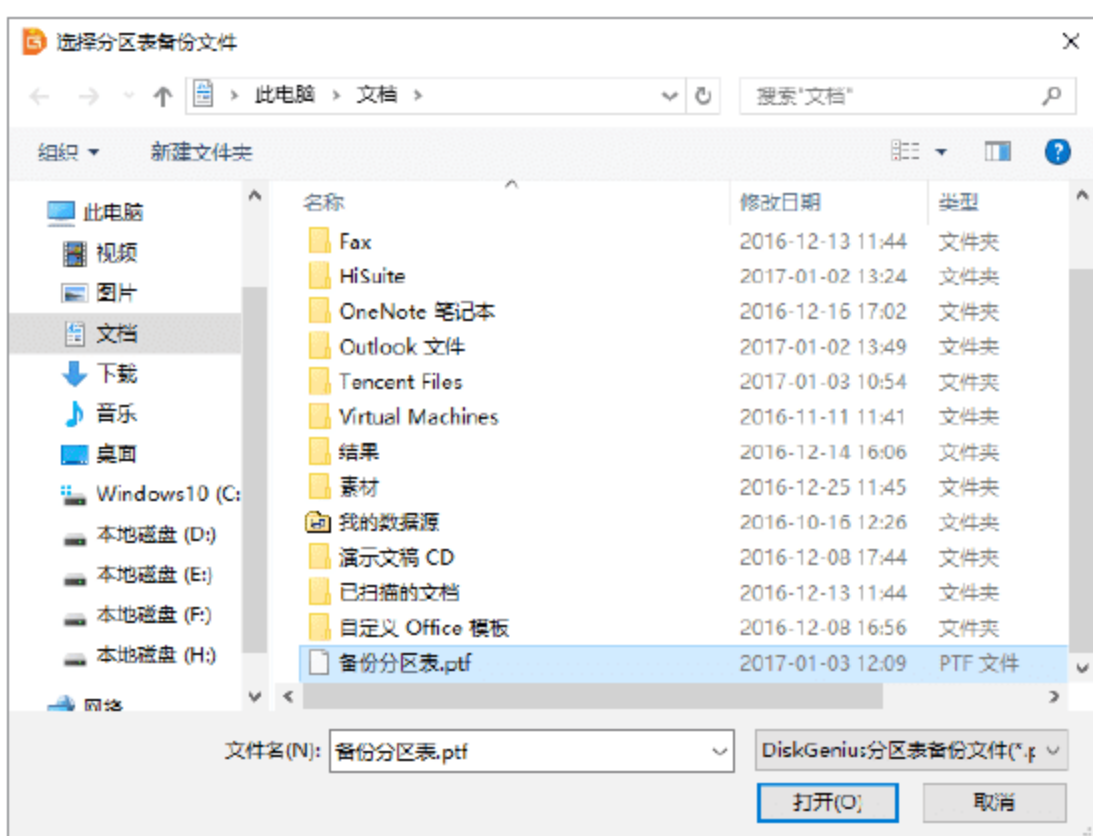 选择分区表备份文件
此电脑 › 文档 ›
搜索"文档"
组织
新建文件夹
此电脑
视频
图片
文档
下载
音乐
桌面
Windows10 (C:
本地磁盘 (D:)
本地磁盘 (E:)
本地磁盘 (F:)
本地磁盘 (H:)
网络
名称 修改日期 类型
Fax 2016-12-13 11:44 文件夹
HiSuite 2017-01-02 13:24 文件夹
OneNote 笔记本 2016-12-16 17:02 文件夹
Outlook 文件 2017-01-02 13:49 文件夹
Tencent Files 2017-01-03 10:54 文件夹
Virtual Machines 2016-11-11 11:41 文件夹
结果 2016-12-14 16:06 文件夹
素材 2016-12-25 11:45 文件夹
我的数据源 2016-10-16 12:26 文件夹
演示文稿 CD 2016-12-08 17:44 文件夹
已扫描的文档 2016-12-13 11:44 文件夹
自定义 Office 模板 2016-12-08 16:56 文件夹
备份分区表.ptf 2017-01-03 12:09 PTF 文件
文件名(N): 备份分区表.ptf
DiskGenius分区表备份文件(*.p
打开(O)
取消